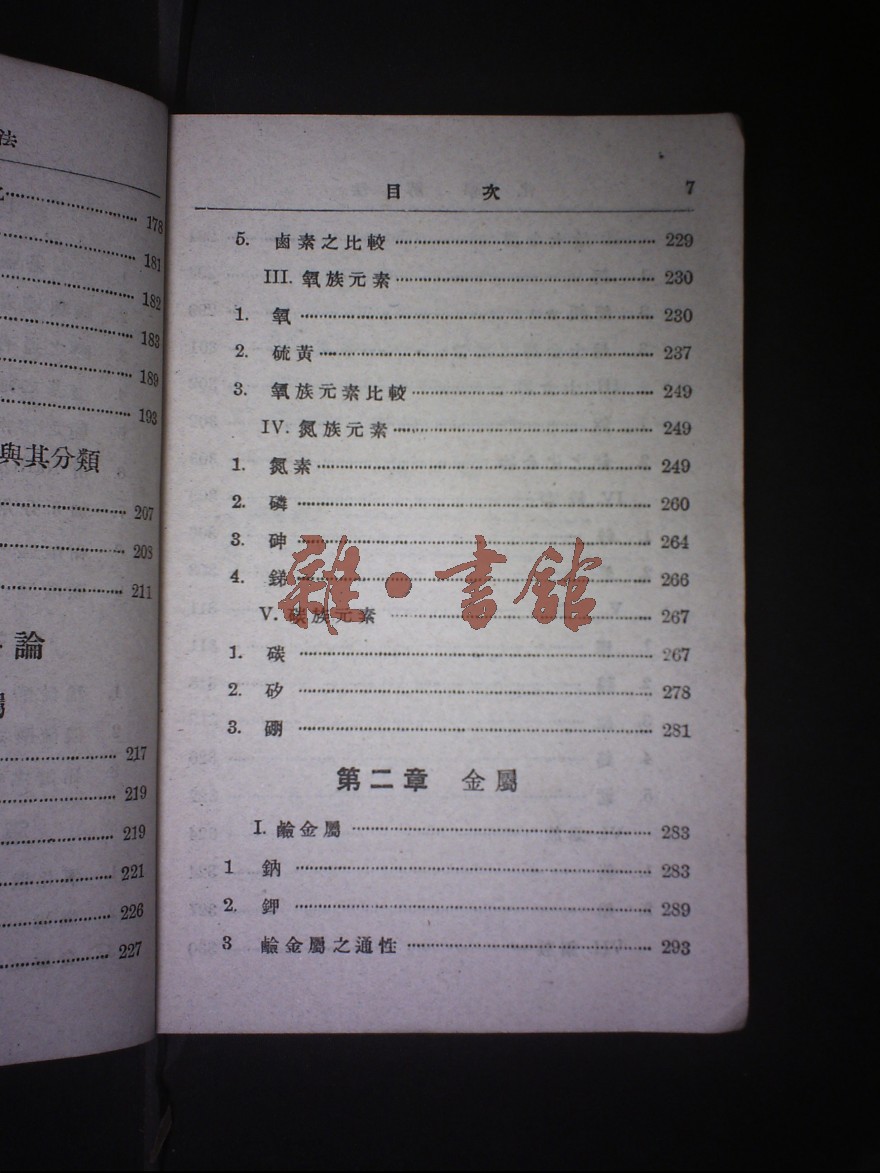 法
178
181
182
183
189
193
與其分類
207
208
211
論
217
219
219
221
226
227
目 次 7
5. 鹵素之比較 229
III. 氧族元素 230
1. 氧 230
2. 硫黃 237
3. 氧族元素比較 249
IV. 氮族元素 249
1. 氮素 249
2. 磷 260
3. 砷 264
4. 銻 266
V. 碳族元素 267
1. 碳 267
2. 矽 278
3. 硼 281
第二章 金屬
I. 鹼金屬 283
1 鈉 283
2. 鉀 289
3 鹼金屬之通性 293
雜·書館